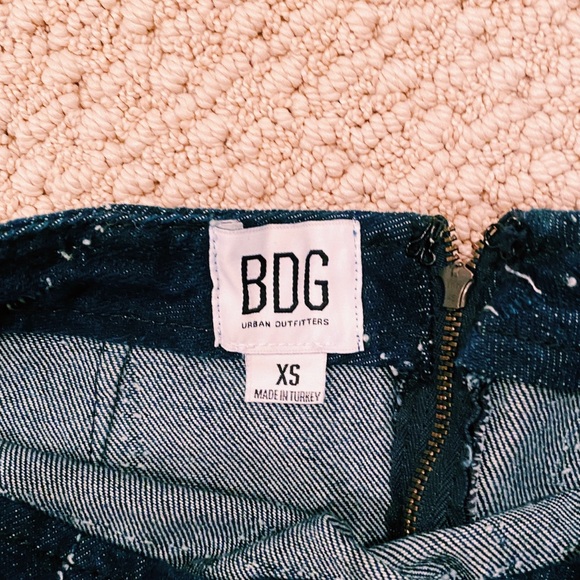 BDG
URBAN OUTFITTERS
XS
MADE IN TURKEY